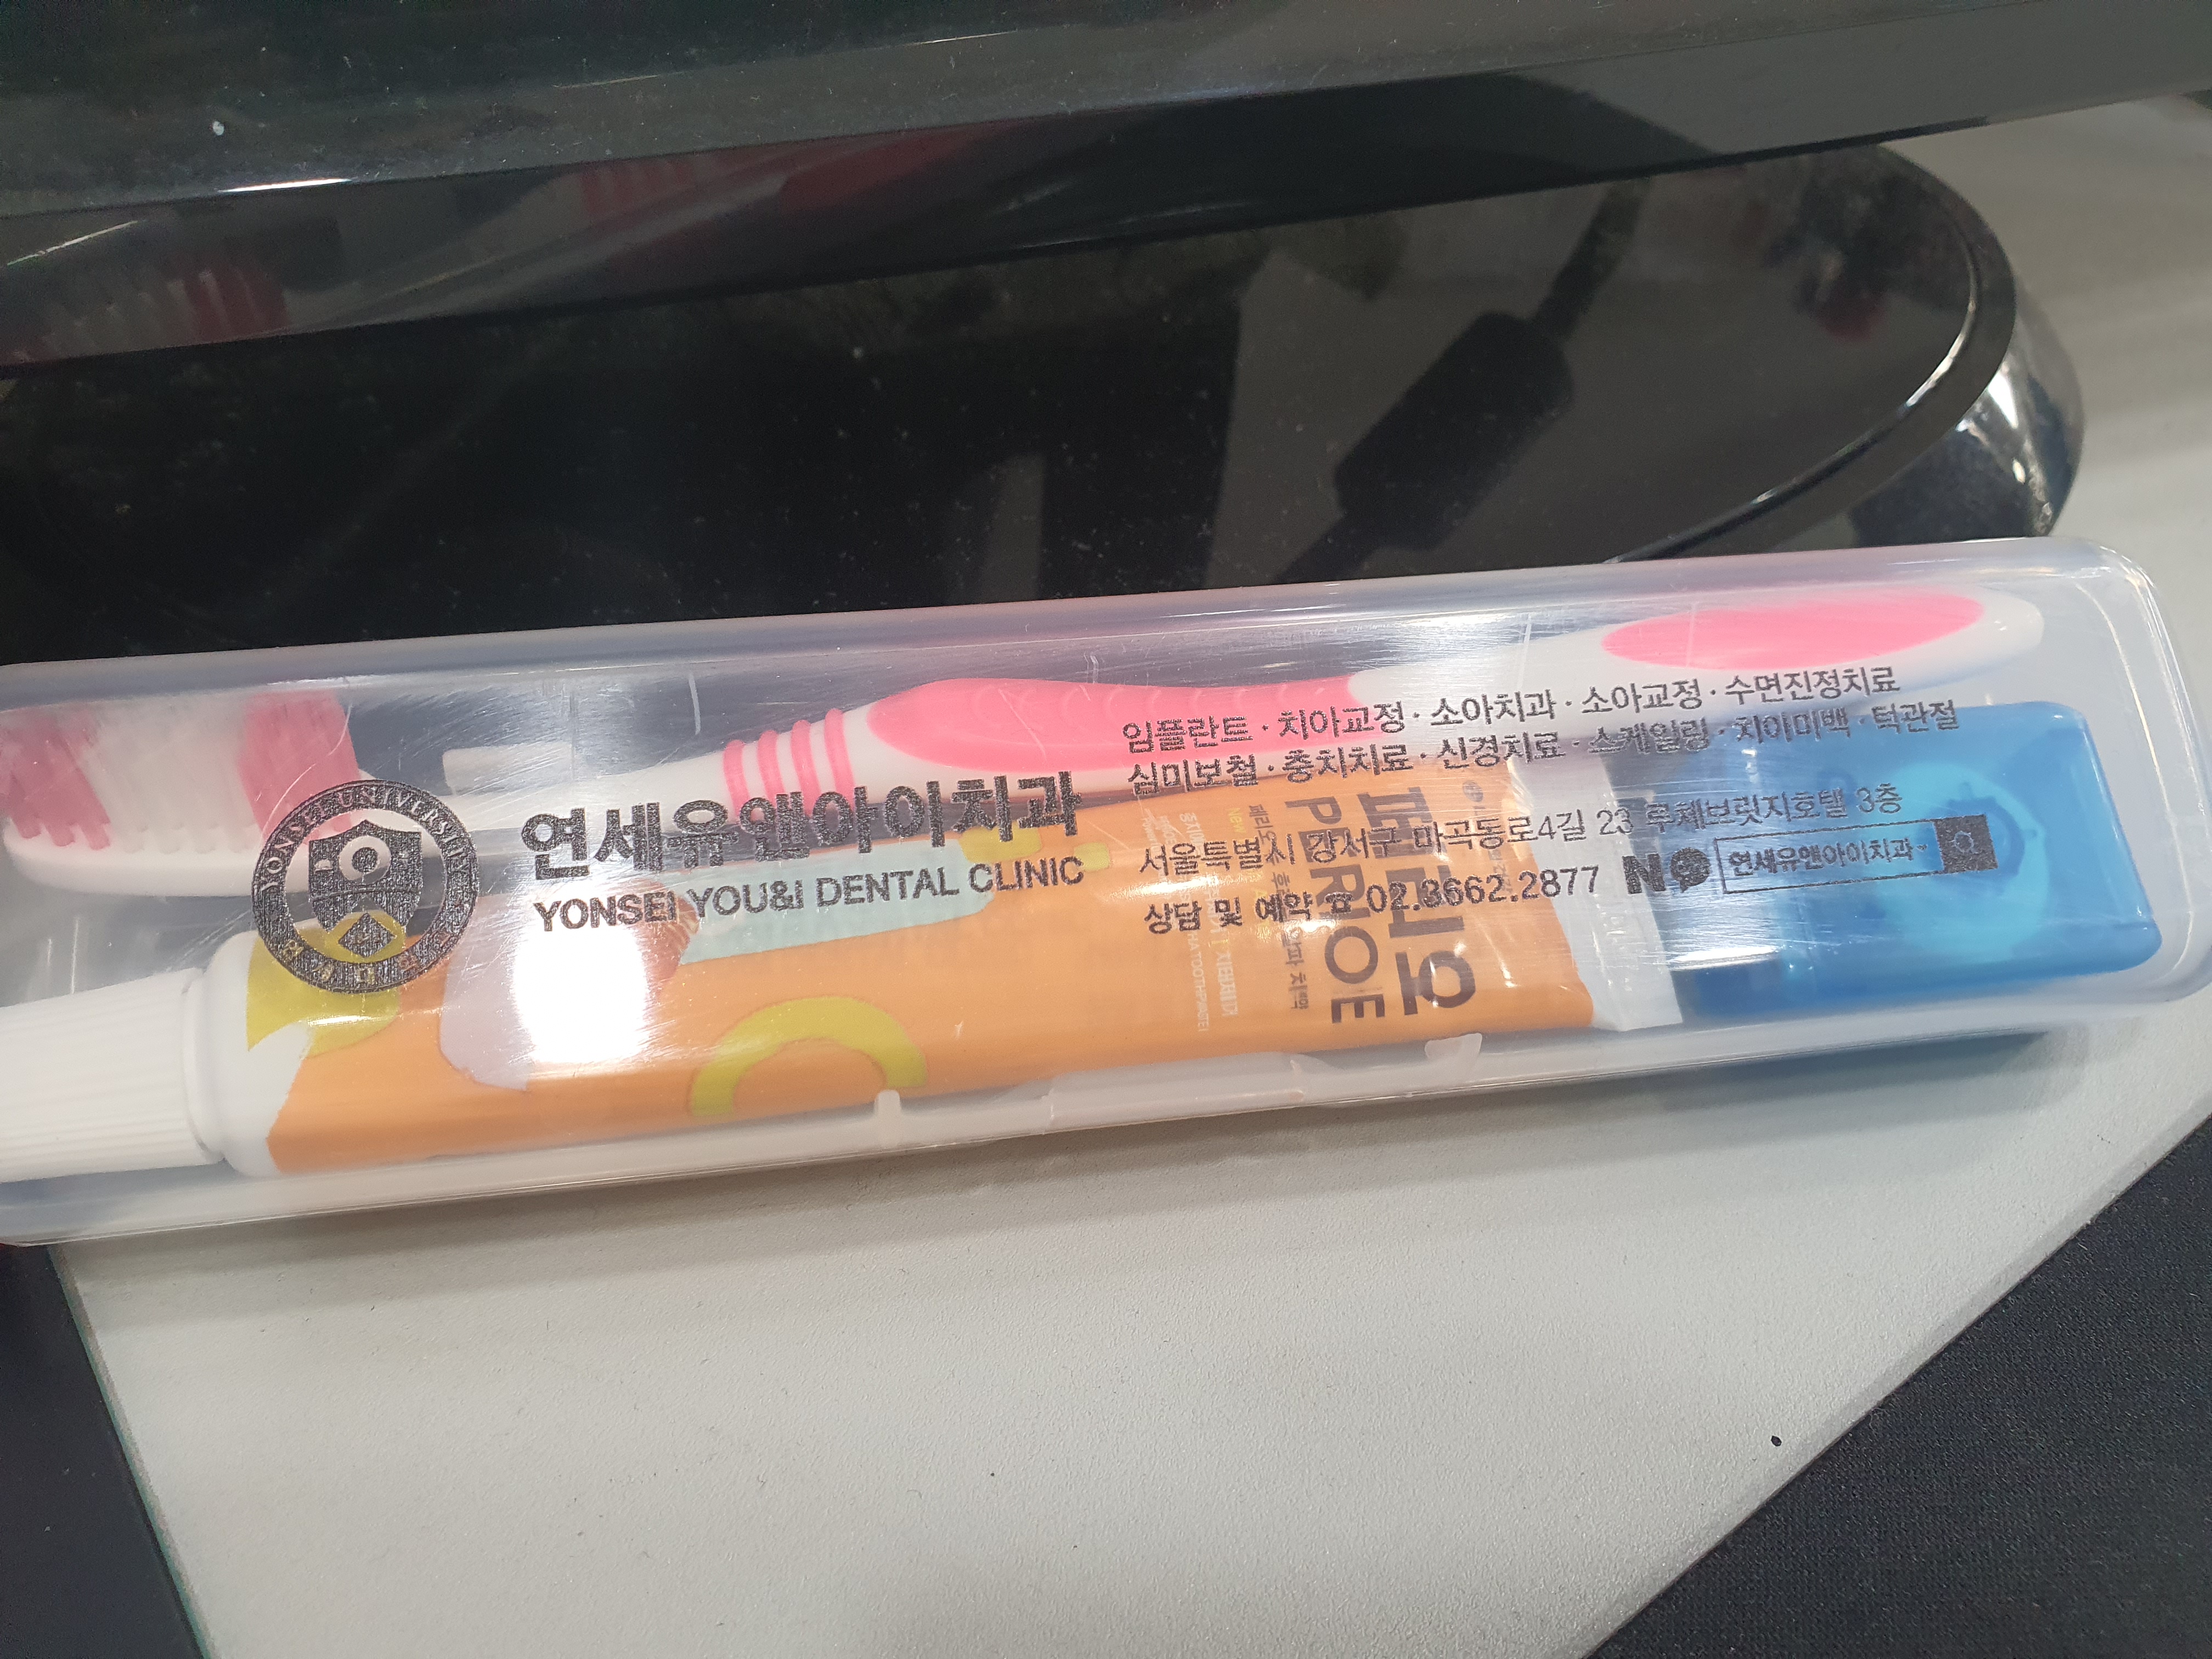 YONSEI UNIVERSITY
연세유앤아이치과
YONSEI YOU&I DENTAL CLINIC
임플란트 · 치아교정 · 소아치과 · 소아교정 · 수면진정치료
심미보철 · 충치치료 · 신경치료 · 스케일링 · 치아미백 · 턱관절
서울특별시 강서구 마곡동로4길 23 루체브릿지호텔 3층
상담 및 예약 ☎ 02.3662.2877
N
연세유앤아이치과
페리오
PERIOE